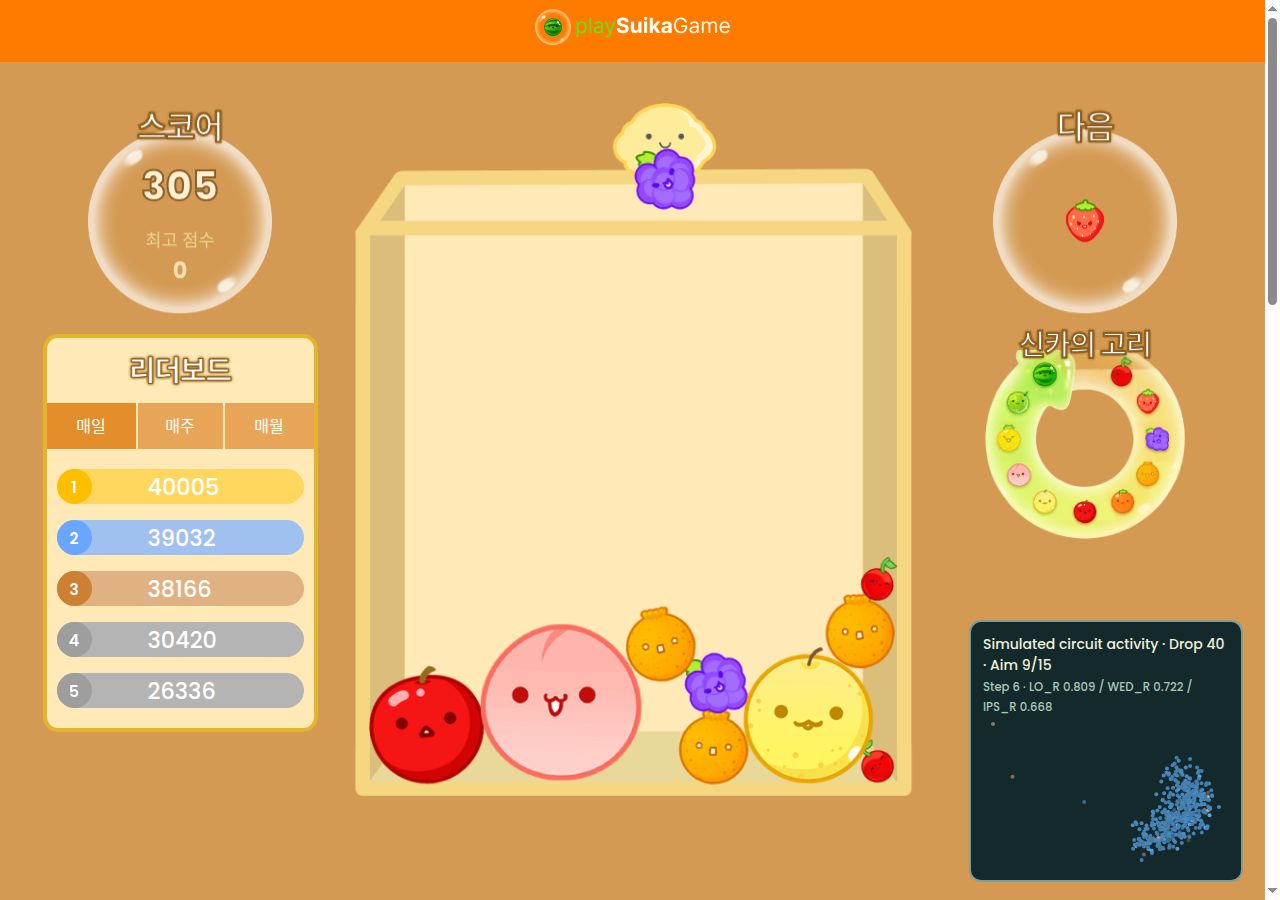 playSuikaGame
스코어
305
최고 점수
0
다음
신카의 고리
리더보드
매일 매주 매월
1 40005
2 39032
3 38166
4 30420
5 26336
Simulated circuit activity · Drop 40
· Aim 9/15
Step 6 · LO_R 0.809 / WED_R 0.722 /
IPS_R 0.668